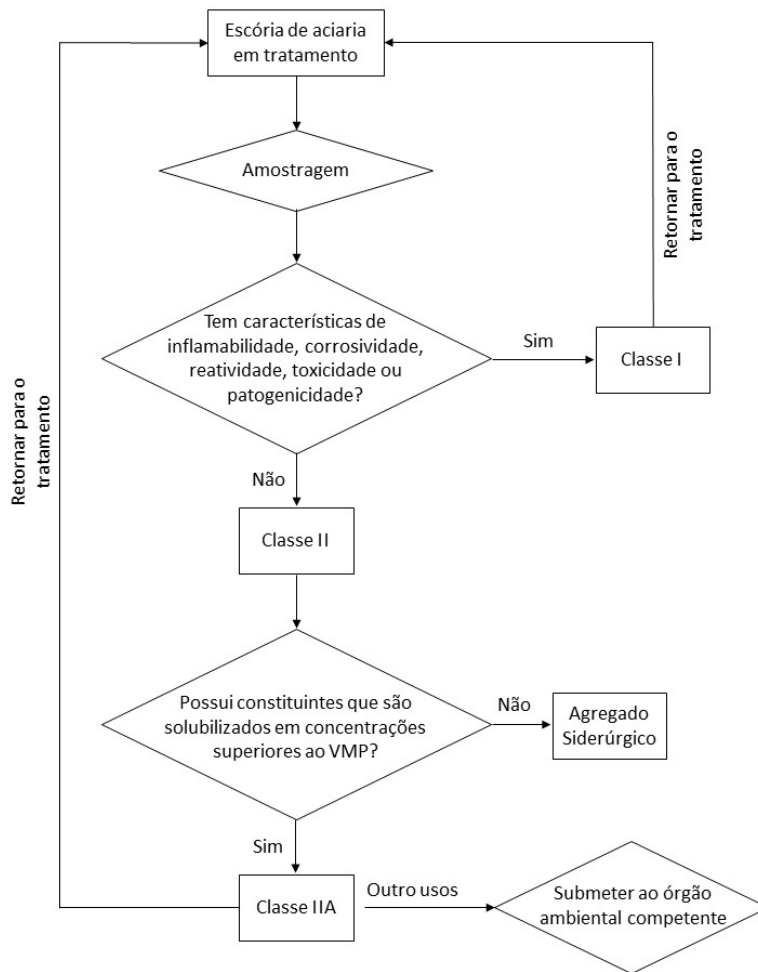 Escória de aciaria
em tratamento
Amostragem
Retornar para o
tratamento
Tem características de
inflamabilidade, corrosividade,
reatividade, toxicidade ou
patogenicidade?
Sim
Classe I
Retornar para o
tratamento
Não
Classe II
Possui constituintes que são
solubilizados em concentrações
superiores ao VMP?
Não
Agregado
Siderúrgico
Sim
Classe IIA
Outro usos
Submeter ao órgão
ambiental competente